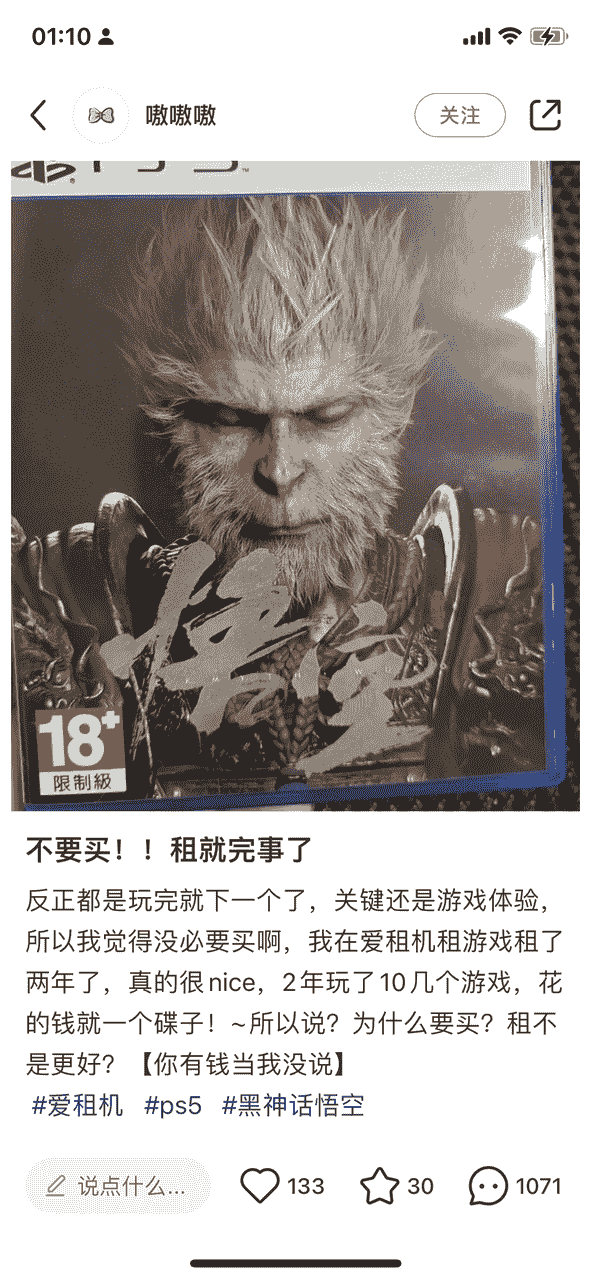 01:10
嗷嗷嗷
关注
PS5
悟空
18+
限制級
不要买！！租就完事了
反正都是玩完就下一个了，关键还是游戏体验，
所以我觉得没必要买啊，我在爱租机租游戏租了
两年了，真的很nice，2年玩了10几个游戏，花
的钱就一个碟子！~所以说？为什么要买？租不
是更好？【你有钱当我没说】
#爱租机 #ps5 #黑神话悟空
说点什么...
133
30
1071